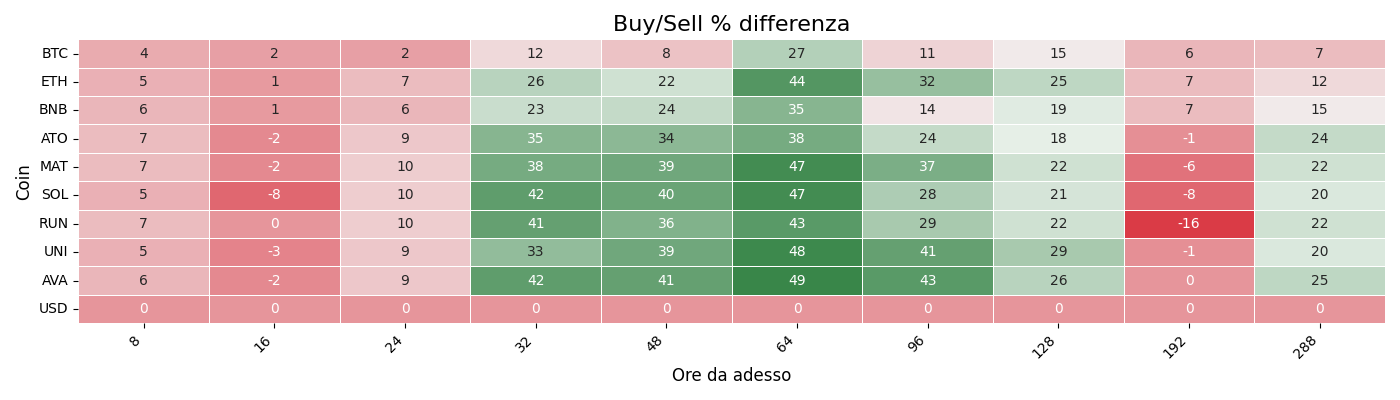 Buy/Sell % differenza
Coin
BTC 4 2 2 12 8 27 11 15 6 7
ETH 5 1 7 26 22 44 32 25 7 12
BNB 6 1 6 23 24 35 14 19 7 15
ATO 7 -2 9 35 34 38 24 18 -1 24
MAT 7 -2 10 38 39 47 37 22 -6 22
SOL 5 -8 10 42 40 47 28 21 -8 20
RUN 7 0 10 41 36 43 29 22 -16 22
UNI 5 -3 9 33 39 48 41 29 -1 20
AVA 6 -2 9 42 41 49 43 26 0 25
USD 0 0 0 0 0 0 0 0 0 0
8 16 24 32 48 64 96 128 192 288
Ore da adesso